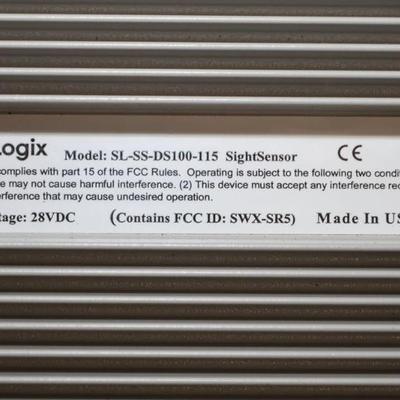 Logix Model: SL-SS-DS100-115 SightSensor CE
complies with part 15 of the FCC Rules. Operating is subject to the following two condi
e may not cause harmful interference. (2) This device must accept any interference rec
erference that may cause undesired operation.
tage: 28VDC (Contains FCC ID: SWX-SR5) Made In US